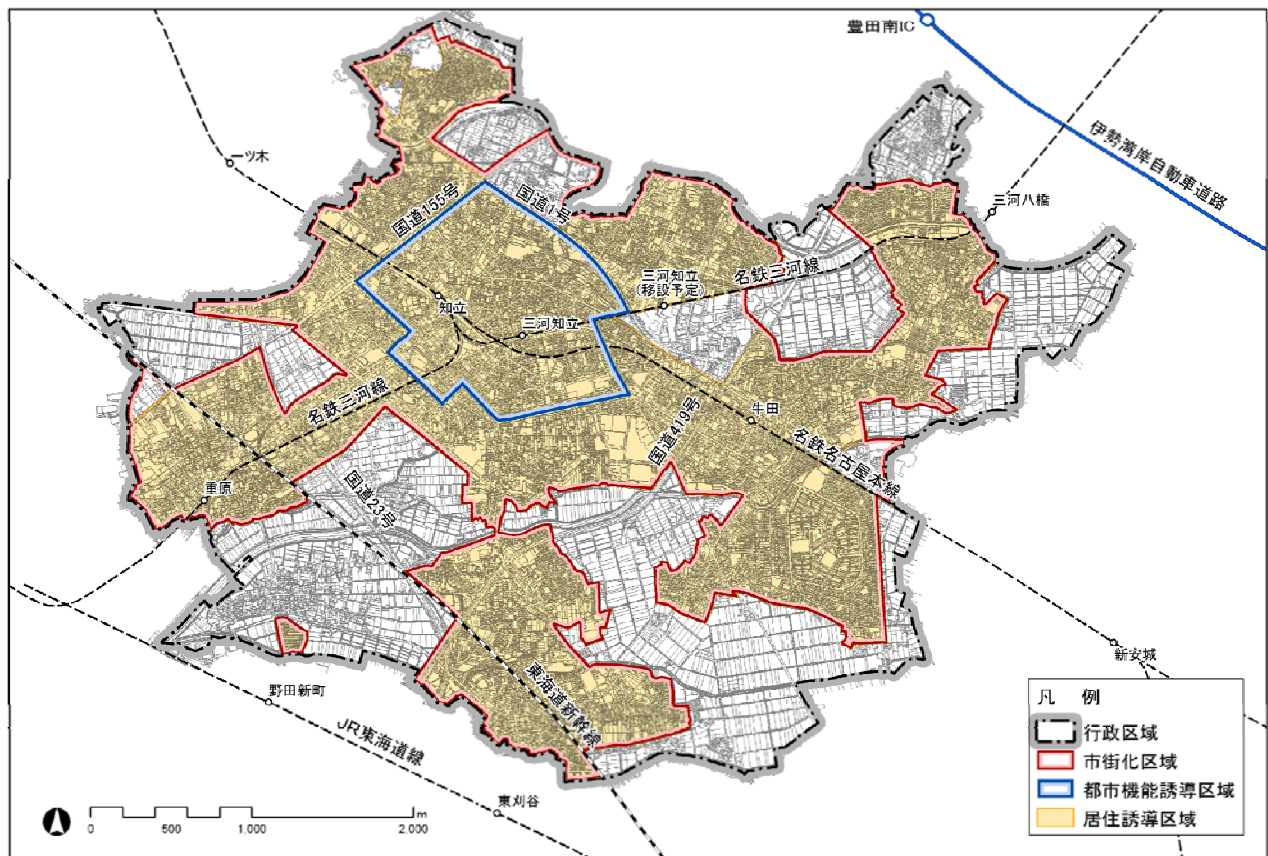 豊田南IC
伊勢湾岸自動車道路
一ツ木
国道155号
国道1号
三河八橋
三河知立
(移設予定)
名鉄三河線
知立
三河知立
名鉄三河線
牛田
国道419号
名鉄名古屋本線
重原
国道23号
新安城
東海道新幹線
野田新町
JR東海道線
東刈谷
0 500 1,000 2,000
m
凡 例
行政区域
市街化区域
都市機能誘導区域
居住誘導区域